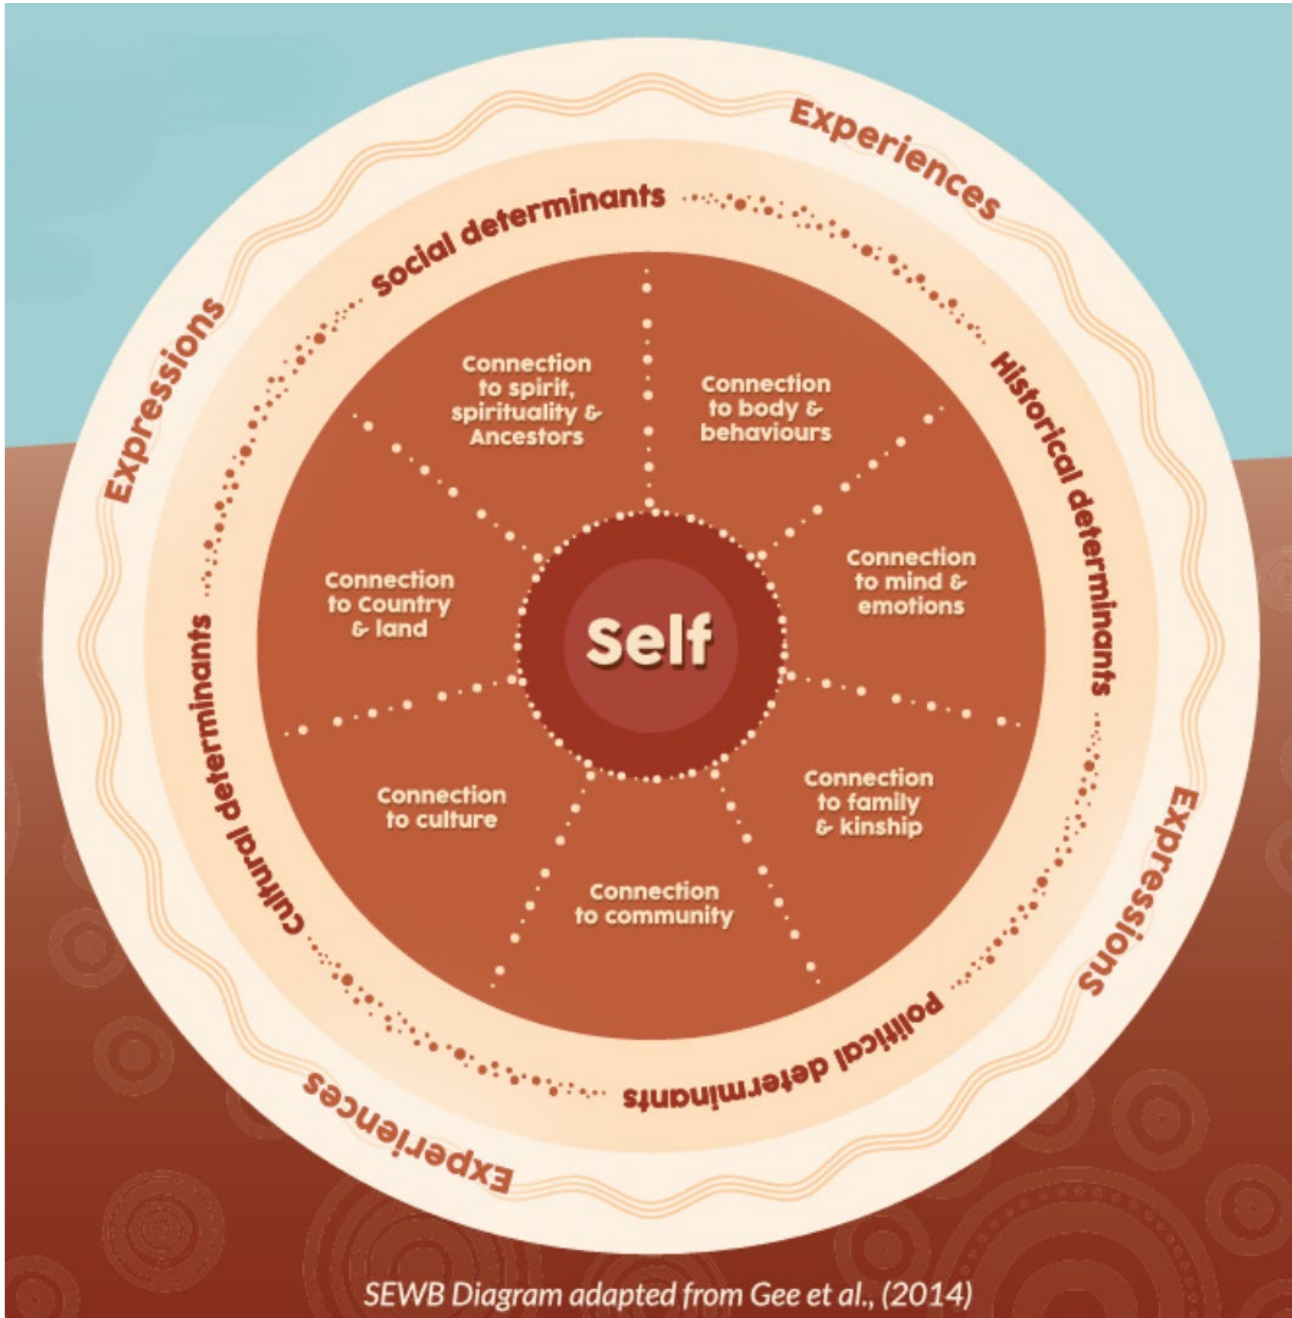 Experiences
Social determinants
Expressions
Historical determinants
Connection
to spirit,
spirituality &
Ancestors
Connection
to body &
behaviours
Connection
to mind &
emotions
Connection
to Country
& land
Self
Connection
to family
& kinship
Connection
to culture
Connection
to community
Cultural determinants
Expressions
Political determinants
Experiences
SEWB Diagram adapted from Gee et al., (2014)